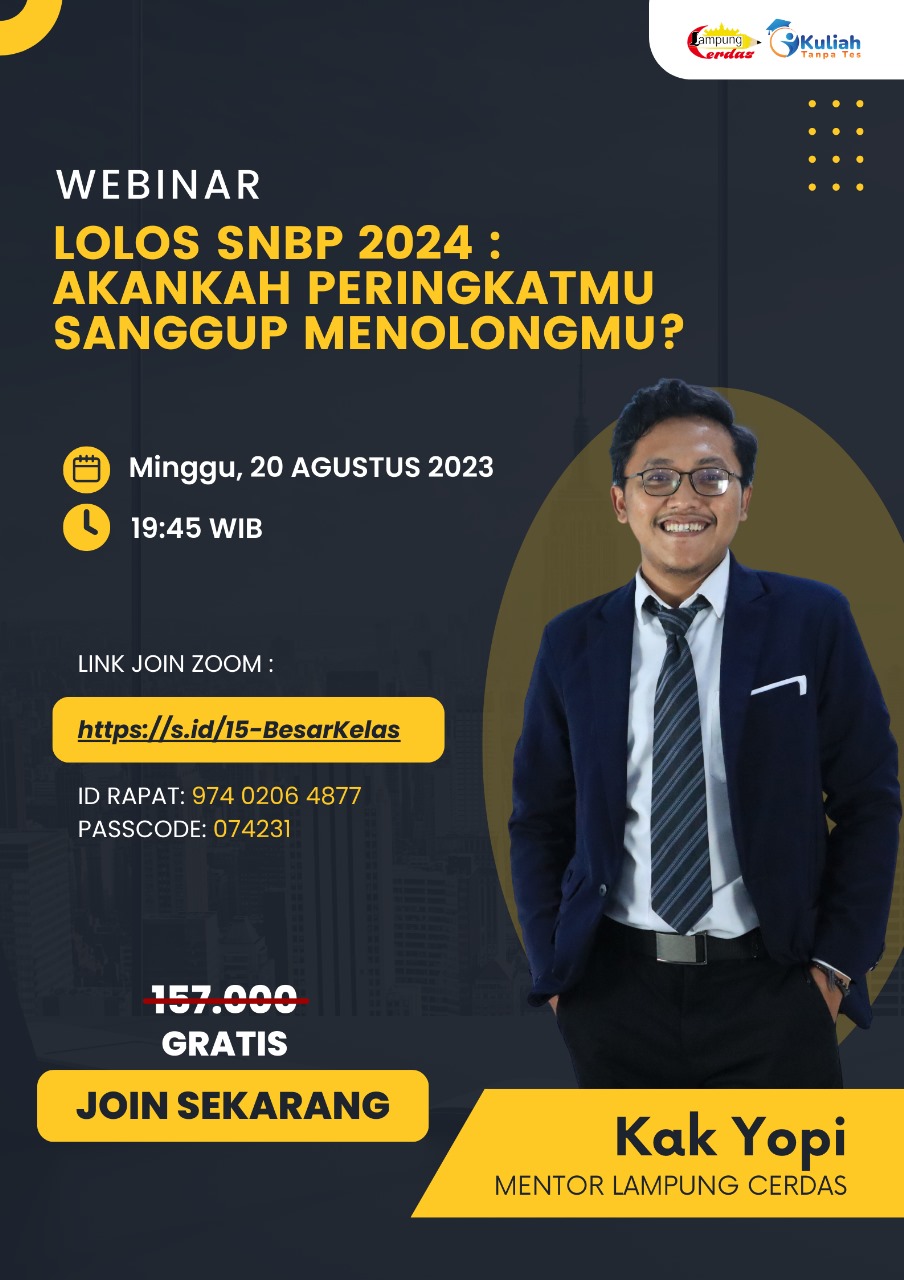 Lampung
Cerdas
Kuliah
Tanpa Tes
WEBINAR
LOLOS SNBP 2024 :
AKANKAH PERINGKATMU
SANGGUP MENOLONGMU?
Minggu, 20 AGUSTUS 2023
19:45 WIB
LINK JOIN ZOOM :
https://s.id/15-BesarKelas
ID RAPAT: 974 0206 4877
PASSCODE: 074231
157.000
GRATIS
JOIN SEKARANG
Kak Yopi
MENTOR LAMPUNG CERDAS